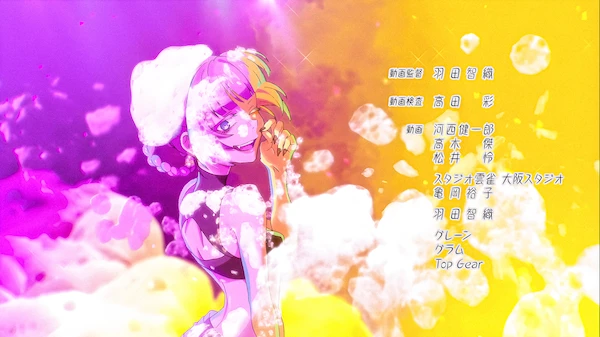 動画監督 羽田智織
動画検査 高田 彩
動画 河西健一郎
高木 傑
松井 怜
スタジオ雲雀 大阪スタジオ
亀岡裕子
羽田智織
グレーン
グラム
Top Gear